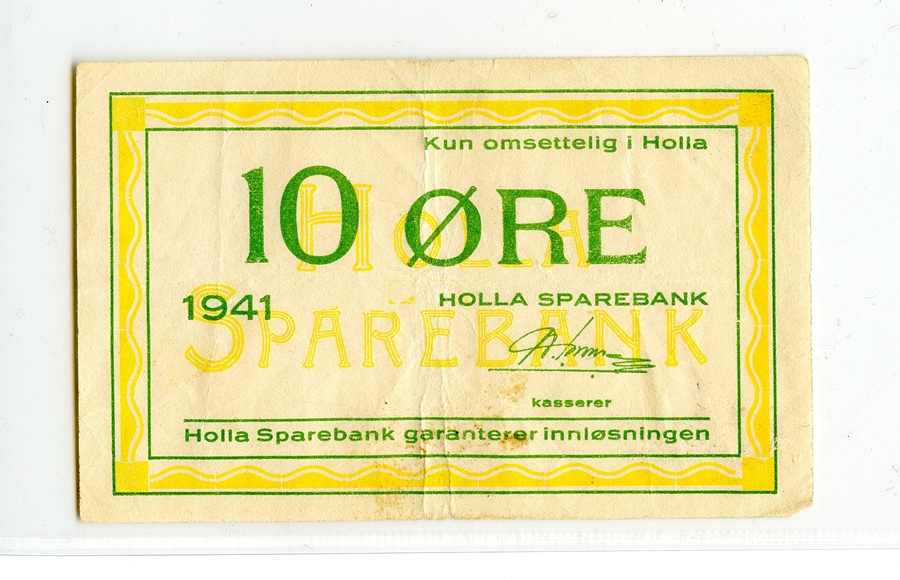 Kun omsettelig i Holla
10 ØRE
Holla
1941
HOLLA SPAREBANK
Sparebank
kasserer
Holla Sparebank garanterer innløsningen